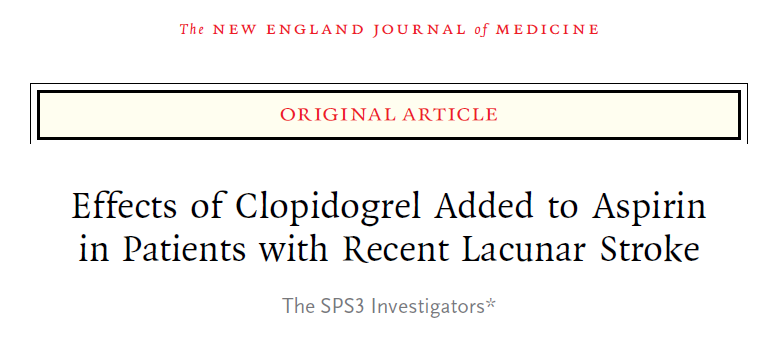 The NEW ENGLAND JOURNAL of MEDICINE
ORIGINAL ARTICLE
Effects of Clopidogrel Added to Aspirin
in Patients with Recent Lacunar Stroke
The SPS3 Investigators*